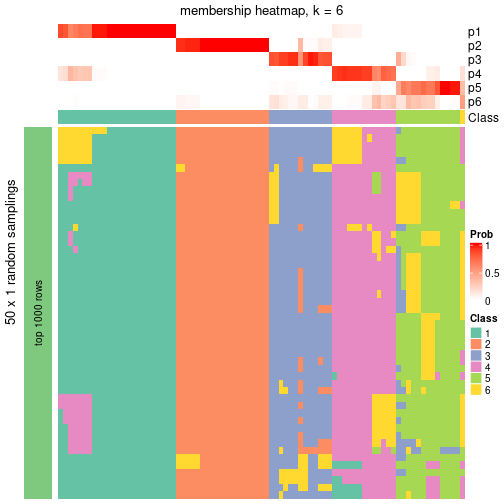 membership heatmap, k = 6
p1
p2
p3
p4
p5
p6
Class
50 x 1 random samplings
top 1000 rows
Prob
1
0.5
0
Class
1
2
3
4
5
6